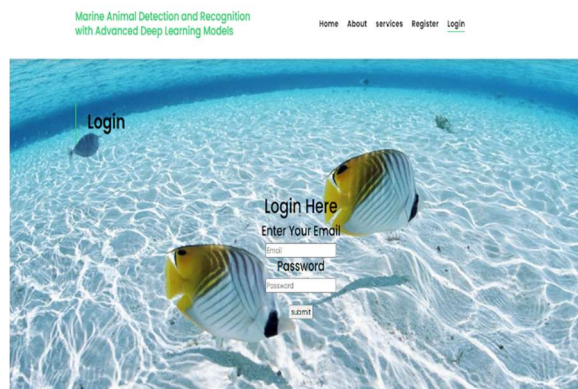 Marine Animal Detection and Recognition
with Advanced Deep Learning Models
Home About services Register Login
Login
Login Here
Enter Your Email
Email
Password
Password
submit